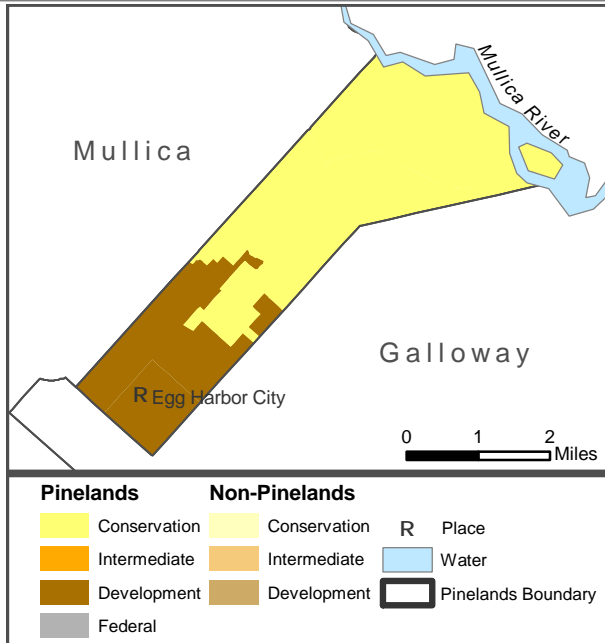 Mullica River
Mullica
Galloway
R Egg Harbor City
0 1 2
Miles
Pinelands Non-Pinelands
Conservation Conservation R Place
Intermediate Intermediate Water
Development Development Pinelands Boundary
Federal